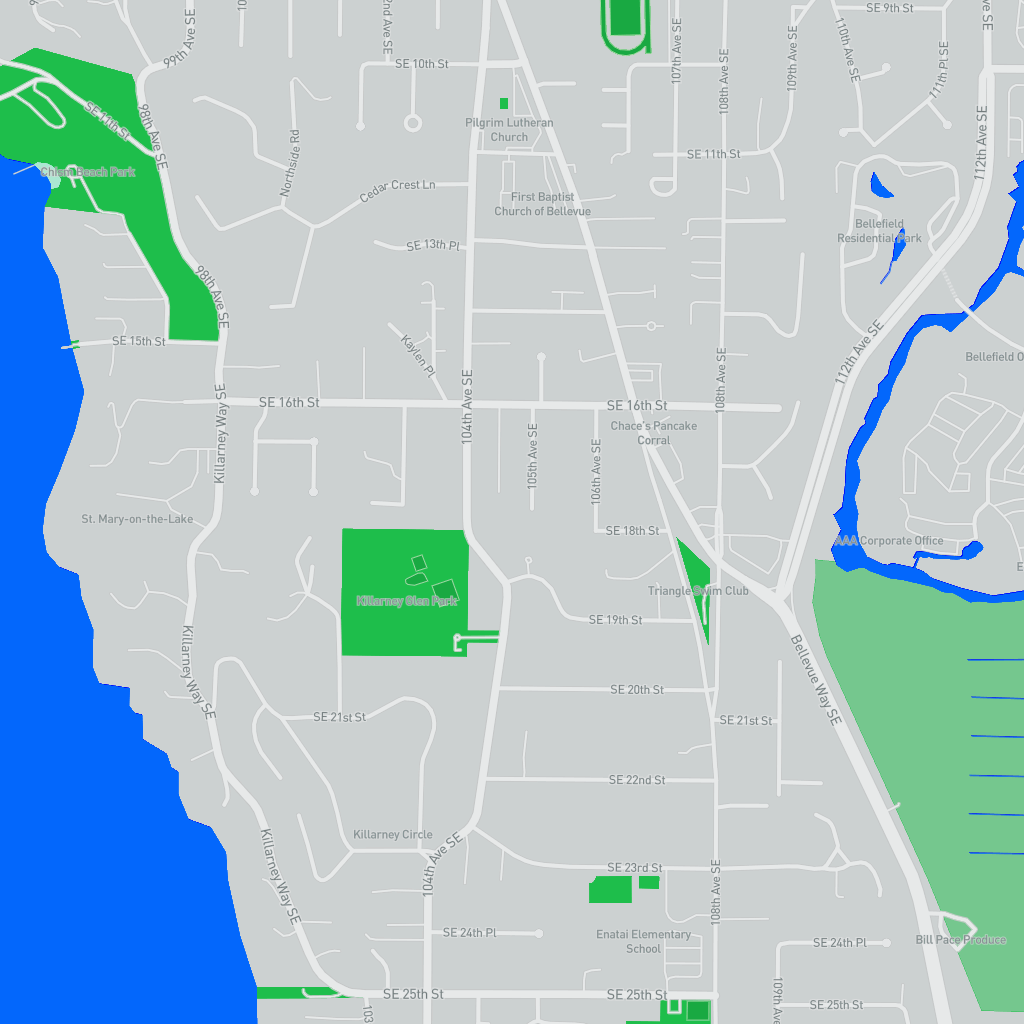 SE 9th St
99th Ave SE
2nd Ave SE
107th Ave SE
108th Ave SE
109th Ave SE
110th Ave SE
111th Pl SE
ve SE
SE 10th St
SE 11th St
98th Ave SE
Pilgrim Lutheran
Church
112th Ave SE
Northside Rd
SE 11th St
Chism Beach Park
Cedar Crest Ln
First Baptist
Church of Bellevue
Bellefield
Residential Park
SE 13th Pl
98th Ave SE
SE 15th St
Kaylen Pl
112th Ave SE
Bellefield O
108th Ave SE
SE 16th St
104th Ave SE
SE 16th St
Killarney Way SE
Chace's Pancake
Corral
105th Ave SE
106th Ave SE
St. Mary-on-the-Lake
SE 18th St
AAA Corporate Office
E
Killarney Glen Park
Triangle Swim Club
SE 19th St
Killarney Way SE
Bellevue Way SE
SE 20th St
SE 21st St
SE 21st St
SE 22nd St
Killarney Circle
104th Ave SE
Killarney Way SE
SE 23rd St
108th Ave SE
SE 24th Pl
Enatai Elementary
School
SE 24th Pl
Bill Pace Produce
SE 25th St
SE 25th St
109th Ave
SE 25th St
103